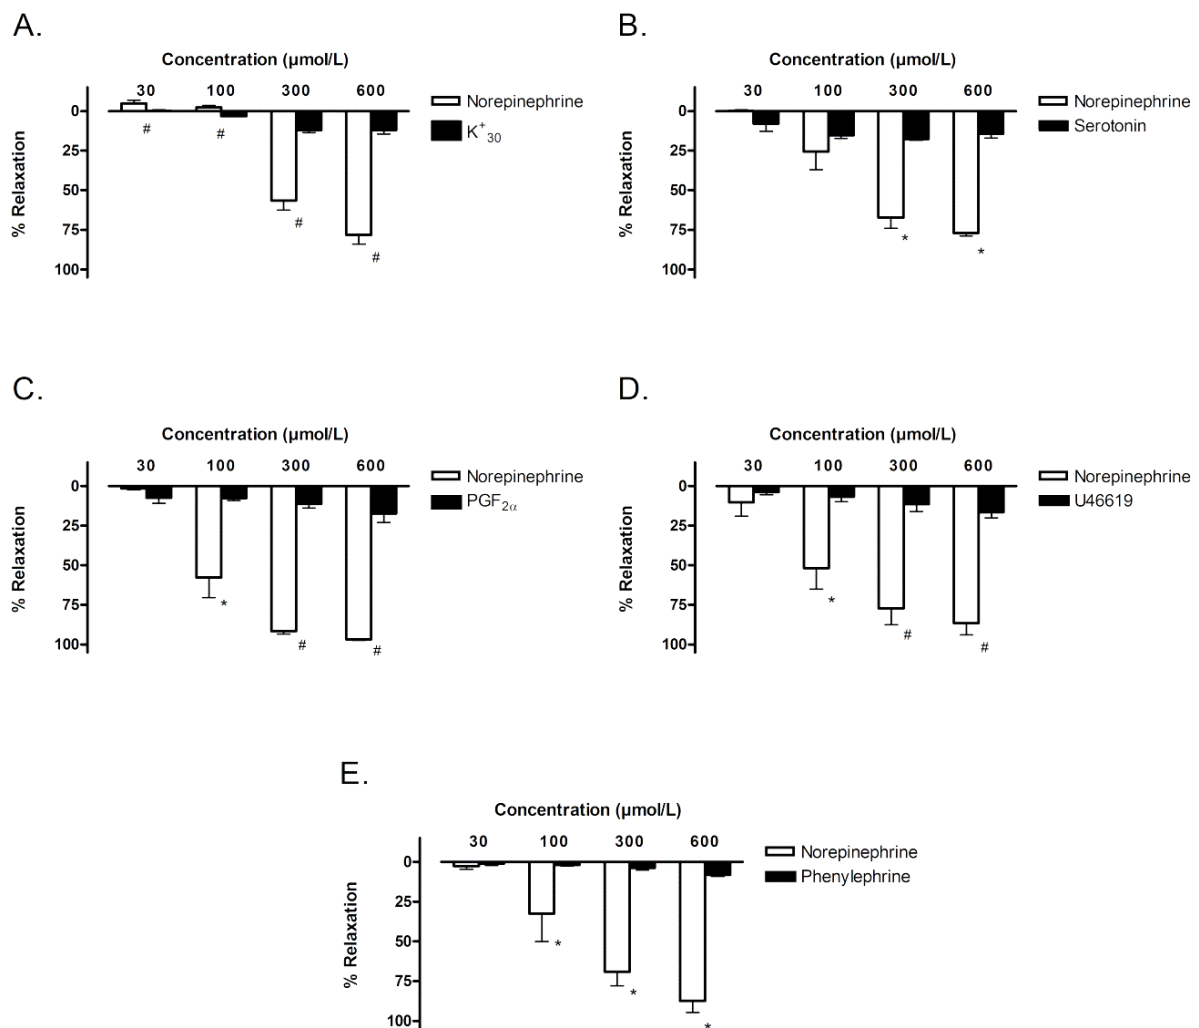 A.
Concentration (µmol/L)
30 100 300 600
0
25
50
75
100
% Relaxation
Norepinephrine
K+30
# # # #
B.
Concentration (µmol/L)
30 100 300 600
0
25
50
75
100
% Relaxation
Norepinephrine
Serotonin
* *
C.
Concentration (µmol/L)
30 100 300 600
0
25
50
75
100
% Relaxation
Norepinephrine
PGF2α
* # #
D.
Concentration (µmol/L)
30 100 300 600
0
25
50
75
100
% Relaxation
Norepinephrine
U46619
* # #
E.
Concentration (µmol/L)
30 100 300 600
0
25
50
75
100
% Relaxation
Norepinephrine
Phenylephrine
* * *